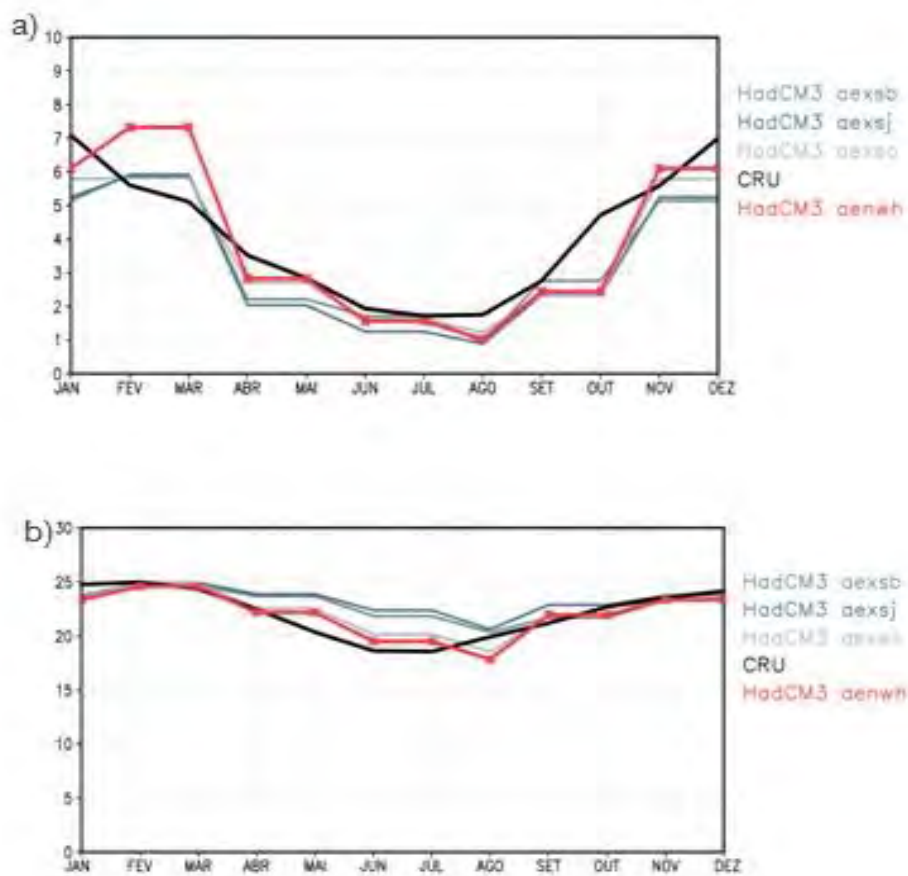 a)
10
9
8
7
6
5
4
3
2
1
0
JAN FEV MAR ABR MAI JUN JUL AGO SET OUT NOV DEZ
HadCM3 aexsb
HadCM3 aexsj
HadCM3
CRU
HadCM3 aenwh
b)
30
25
20
15
10
5
0
JAN FEV MAR ABR MAI JUN JUL AGO SET OUT NOV DEZ
HadCM3 aexsb
HadCM3 aexsj
HadCM3
CRU
HadCM3 aenwh